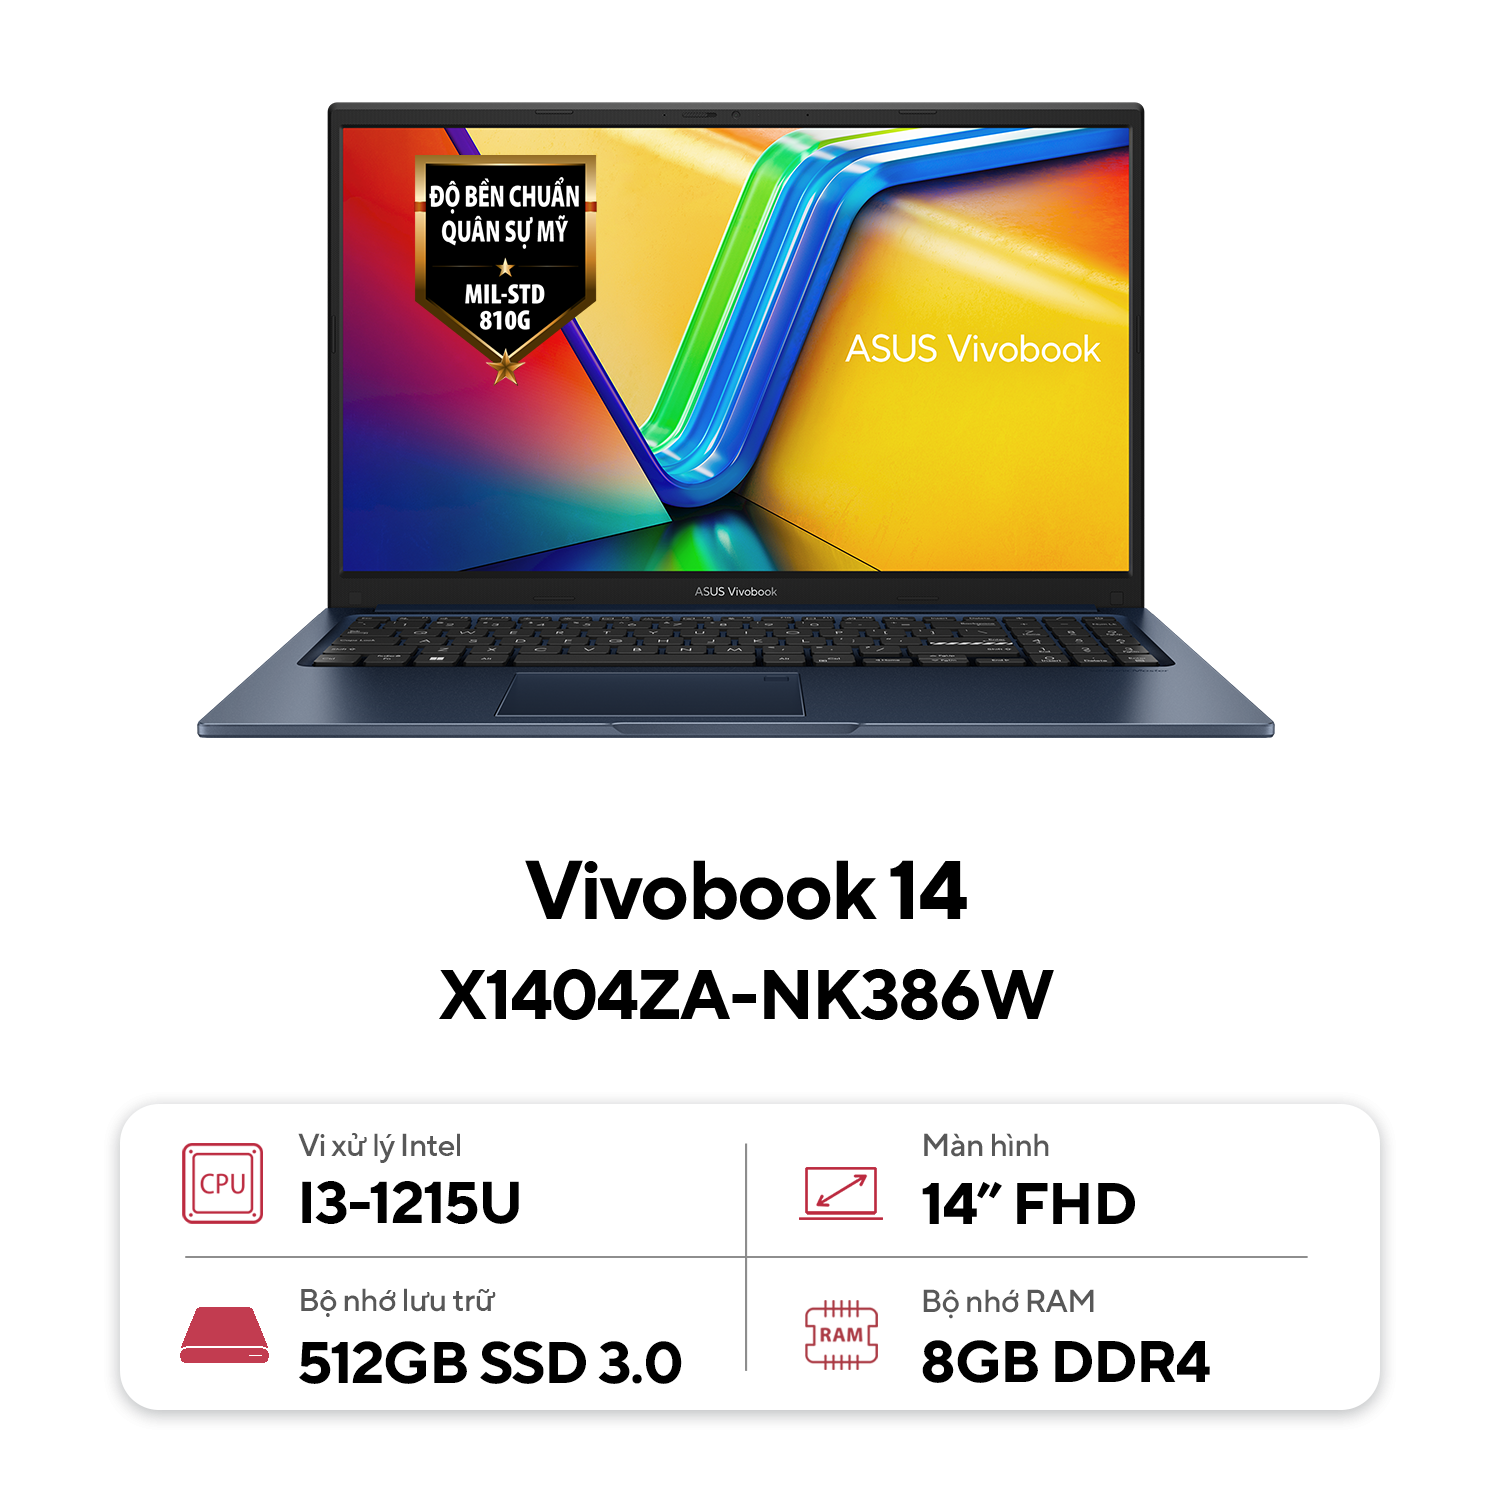 ĐỘ BỀN CHUẨN
QUÂN SỰ MỸ
MIL-STD
810G
ASUS Vivobook
ASUS Vivobook
Vivobook 14
X1404ZA-NK386W
CPU
Vi xử lý Intel
I3-1215U
Màn hình
14” FHD
Bộ nhớ lưu trữ
512GB SSD 3.0
RAM
Bộ nhớ RAM
8GB DDR4